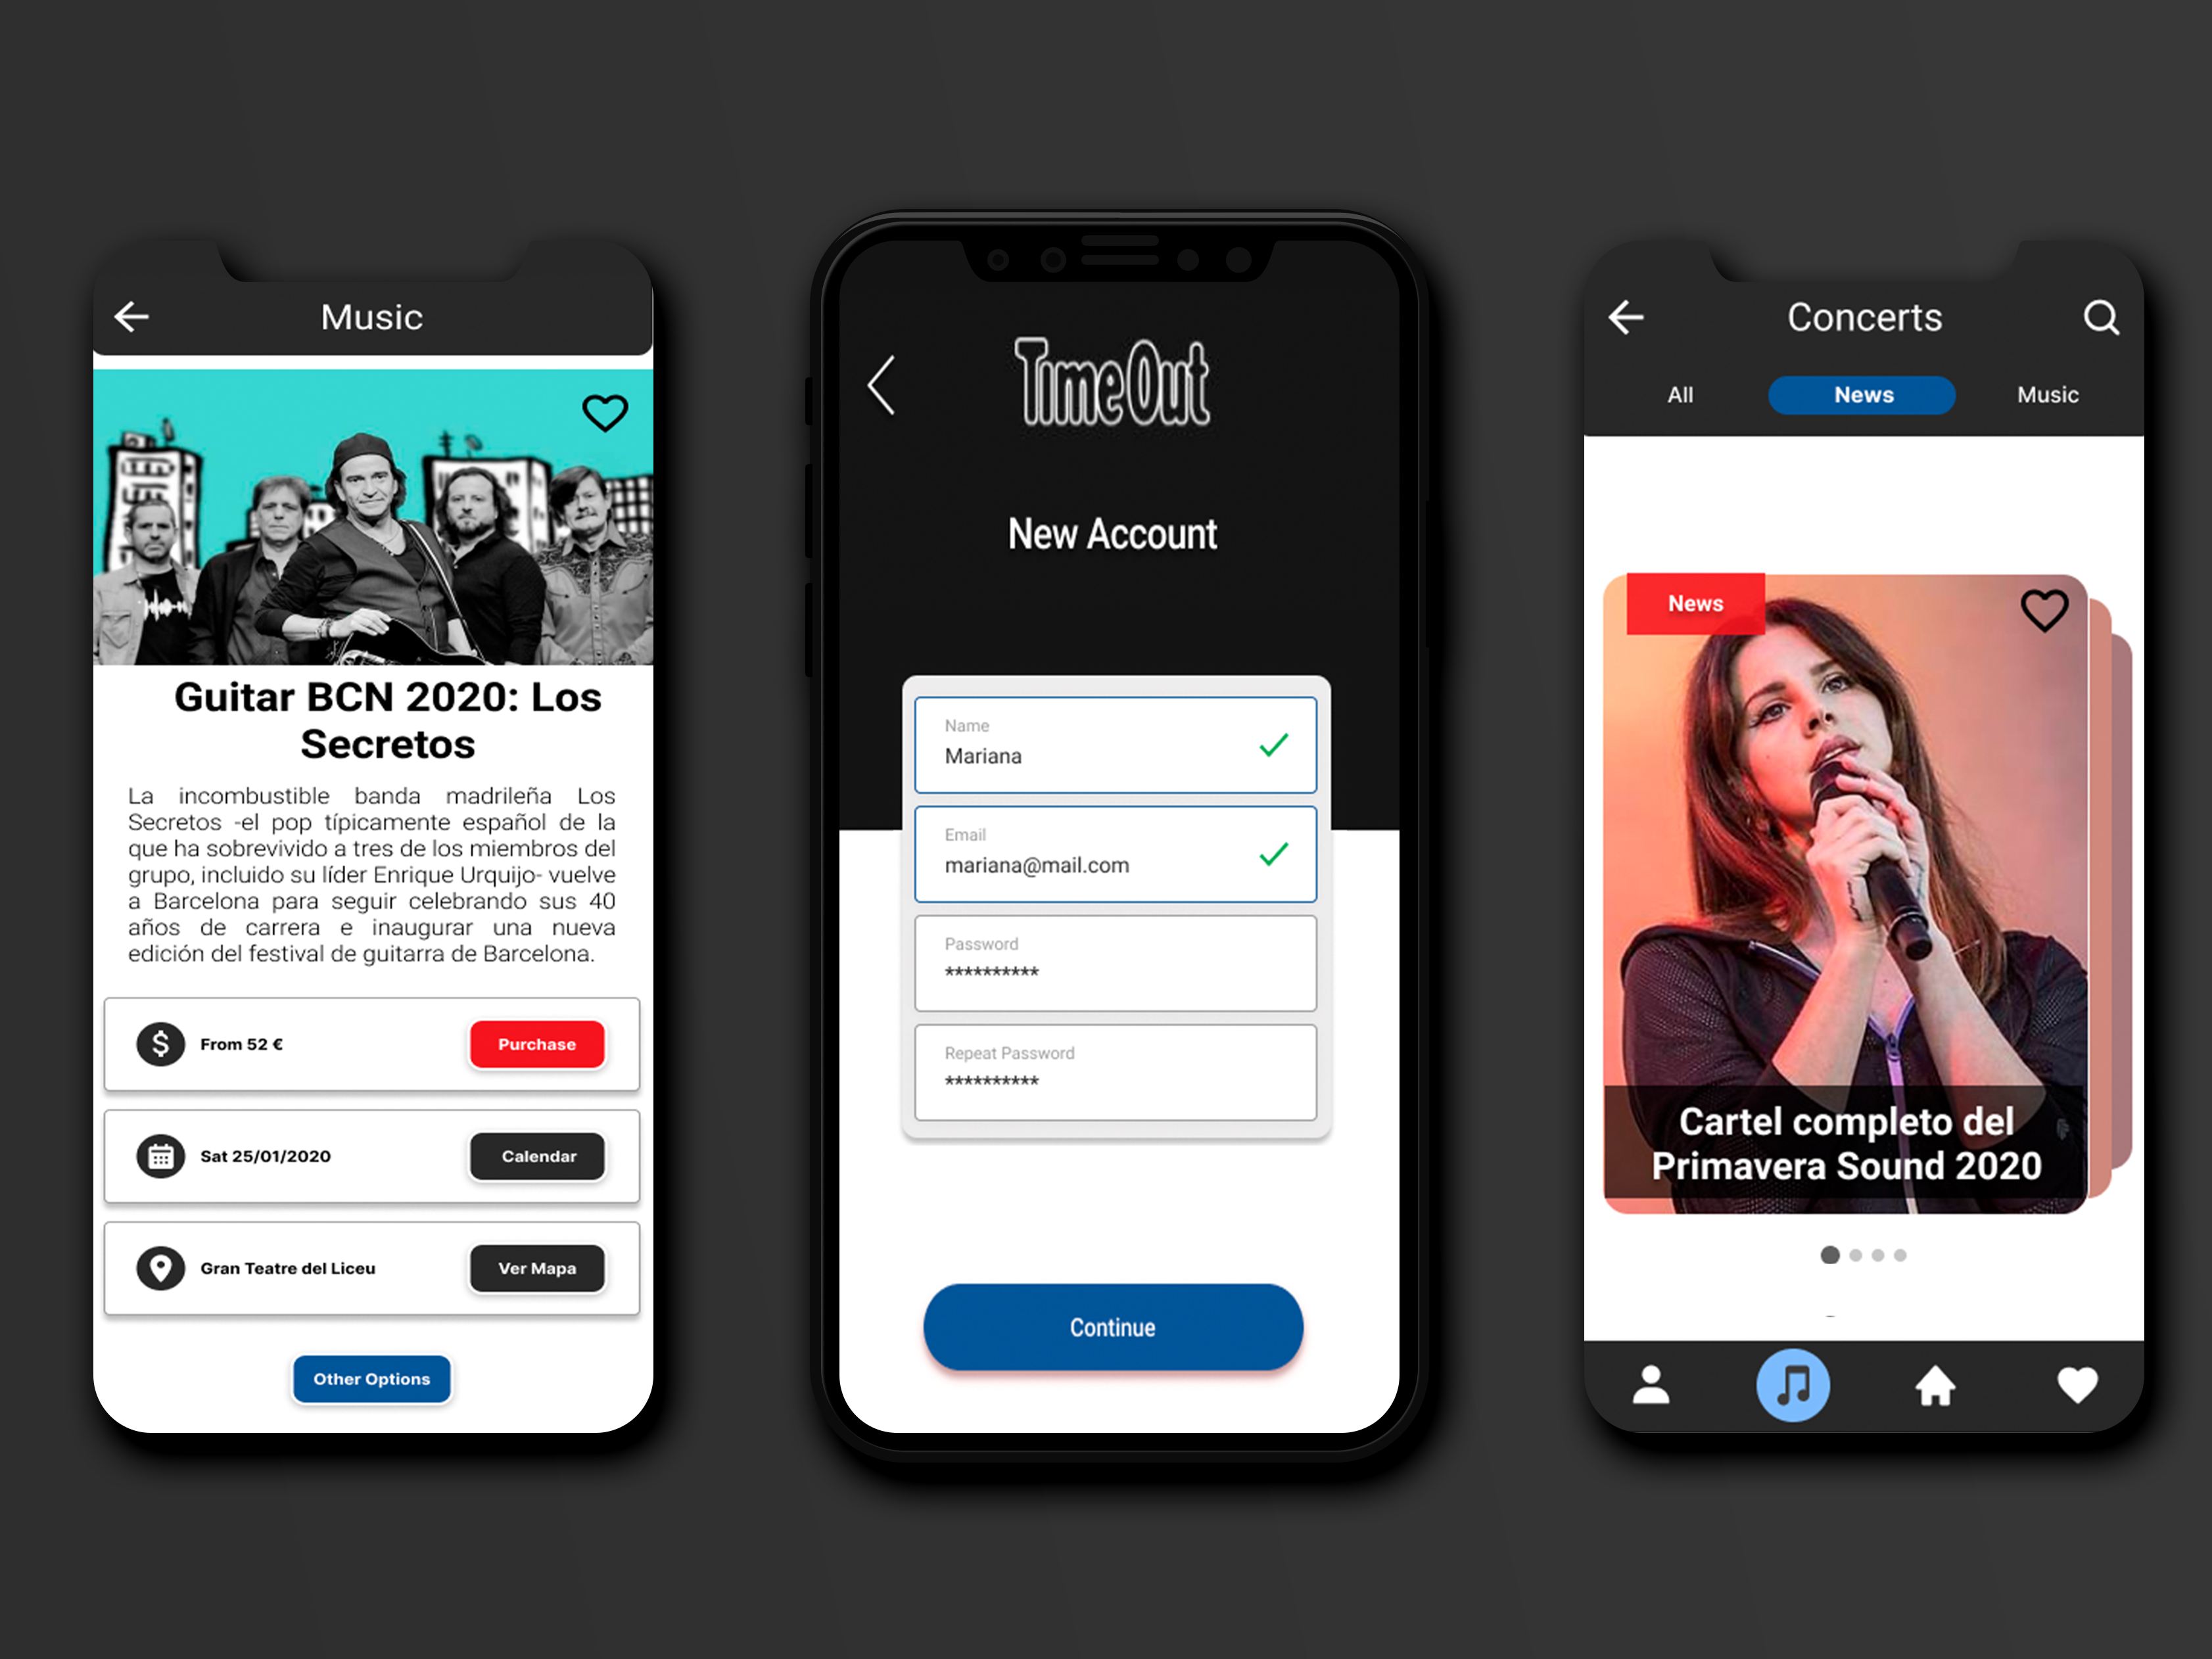 Music
Guitar BCN 2020: Los
Secretos
La incombustible banda madrileña Los
Secretos -el pop típicamente español de la
que ha sobrevivido a tres de los miembros del
grupo, incluido su líder Enrique Urquijo- vuelve
a Barcelona para seguir celebrando sus 40
años de carrera e inaugurar una nueva
edición del festival de guitarra de Barcelona.
From 52 €
Purchase
Sat 25/01/2020
Calendar
Gran Teatre del Liceu
Ver Mapa
Other Options
TimeOut
New Account
Name
Mariana
Email
mariana@mail.com
Password
**********
Repeat Password
**********
Continue
Concerts
All News Music
News
Cartel completo del
Primavera Sound 2020